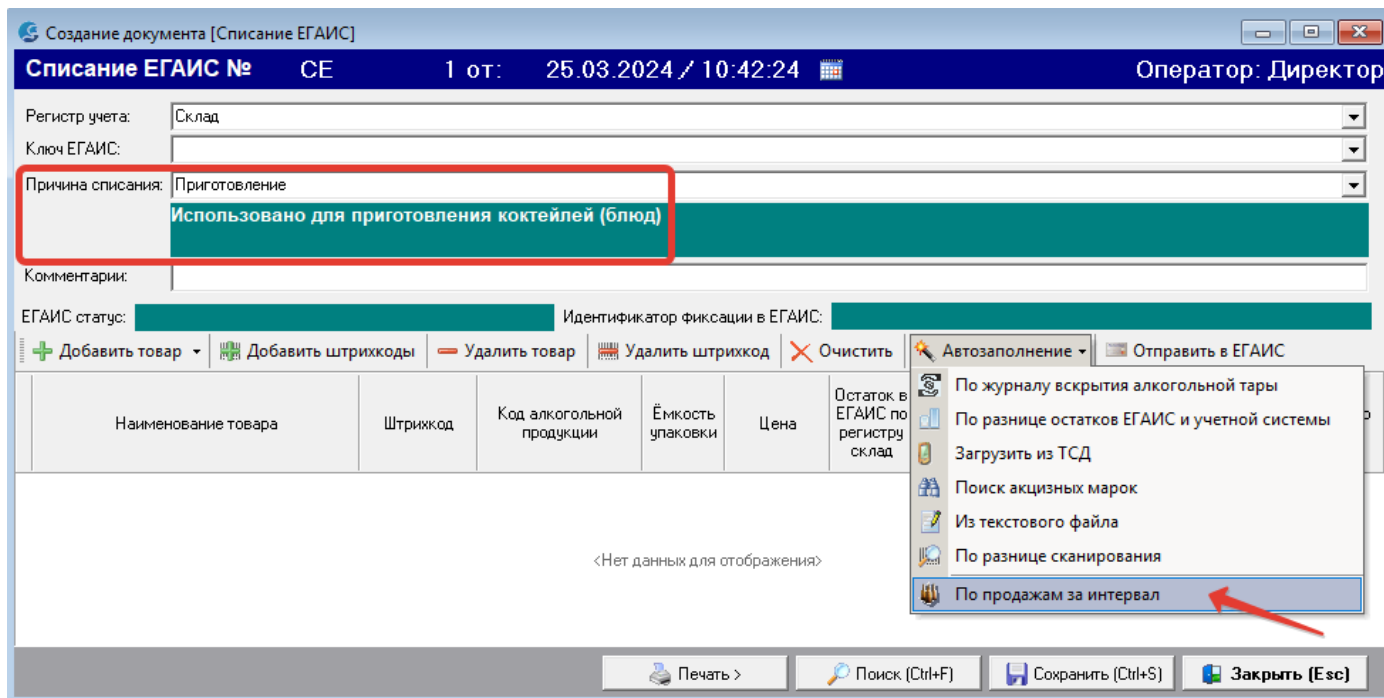 Создание документа [Списание ЕГАИС]
Списание ЕГАИС № СЕ 1 от: 25.03.2024 / 10:42:24 Оператор: Директор
Регистр учета: Склад
Ключ ЕГАИС:
Причина списания: Приготовление
Использовано для приготовления коктейлей (блюд)
Комментарии:
ЕГАИС статус: Идентификатор фиксации в ЕГАИС:
Добавить товар Добавить штрихкоды Удалить товар Удалить штрихкод Очистить Автозаполнение Отправить в ЕГАИС
Наименование товара
Штрихкод
Код алкогольной
продукции
Ёмкость
упаковки
Цена
Остаток в
ЕГАИС по
регистру
склад
По журналу вскрытия алкогольной тары
По разнице остатков ЕГАИС и учетной системы
Загрузить из ТСД
Поиск акцизных марок
Из текстового файла
По разнице сканирования
По продажам за интервал
<Нет данных для отображения>
Печать > Поиск (Ctrl+F) Сохранить (Ctrl+S) Закрыть (Esc)